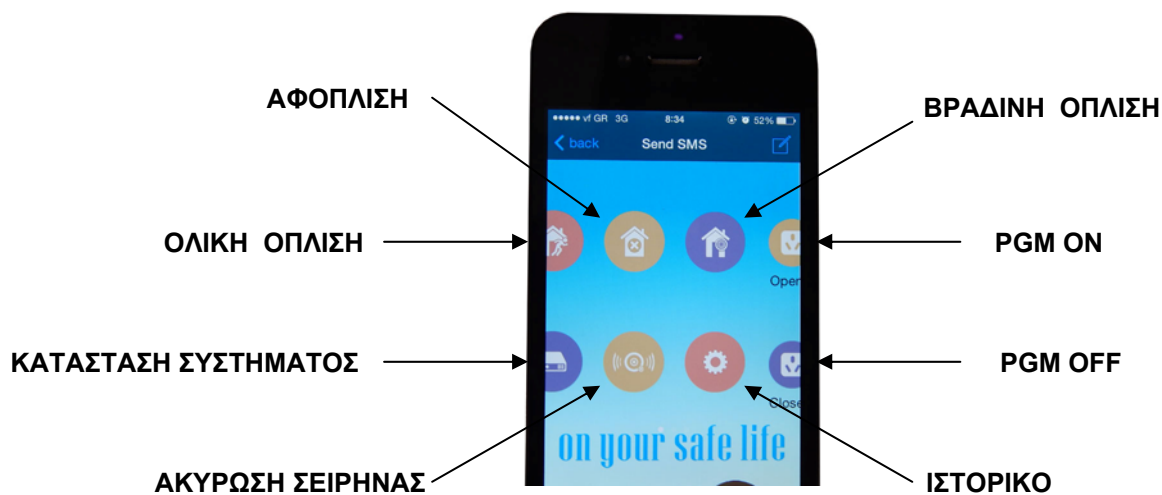 ΑΦΟΠΛΙΣΗ
ΒΡΑΔΙΝΗ ΟΠΛΙΣΗ
vf GR 3G 8:34 52%
back Send SMS
ΟΛΙΚΗ ΟΠΛΙΣΗ
PGM ON
Open
ΚΑΤΑΣΤΑΣΗ ΣΥΣΤΗΜΑΤΟΣ
PGM OFF
Close
on your safe life
ΑΚΥΡΩΣΗ ΣΕΙΡΗΝΑΣ
ΙΣΤΟΡΙΚΟ